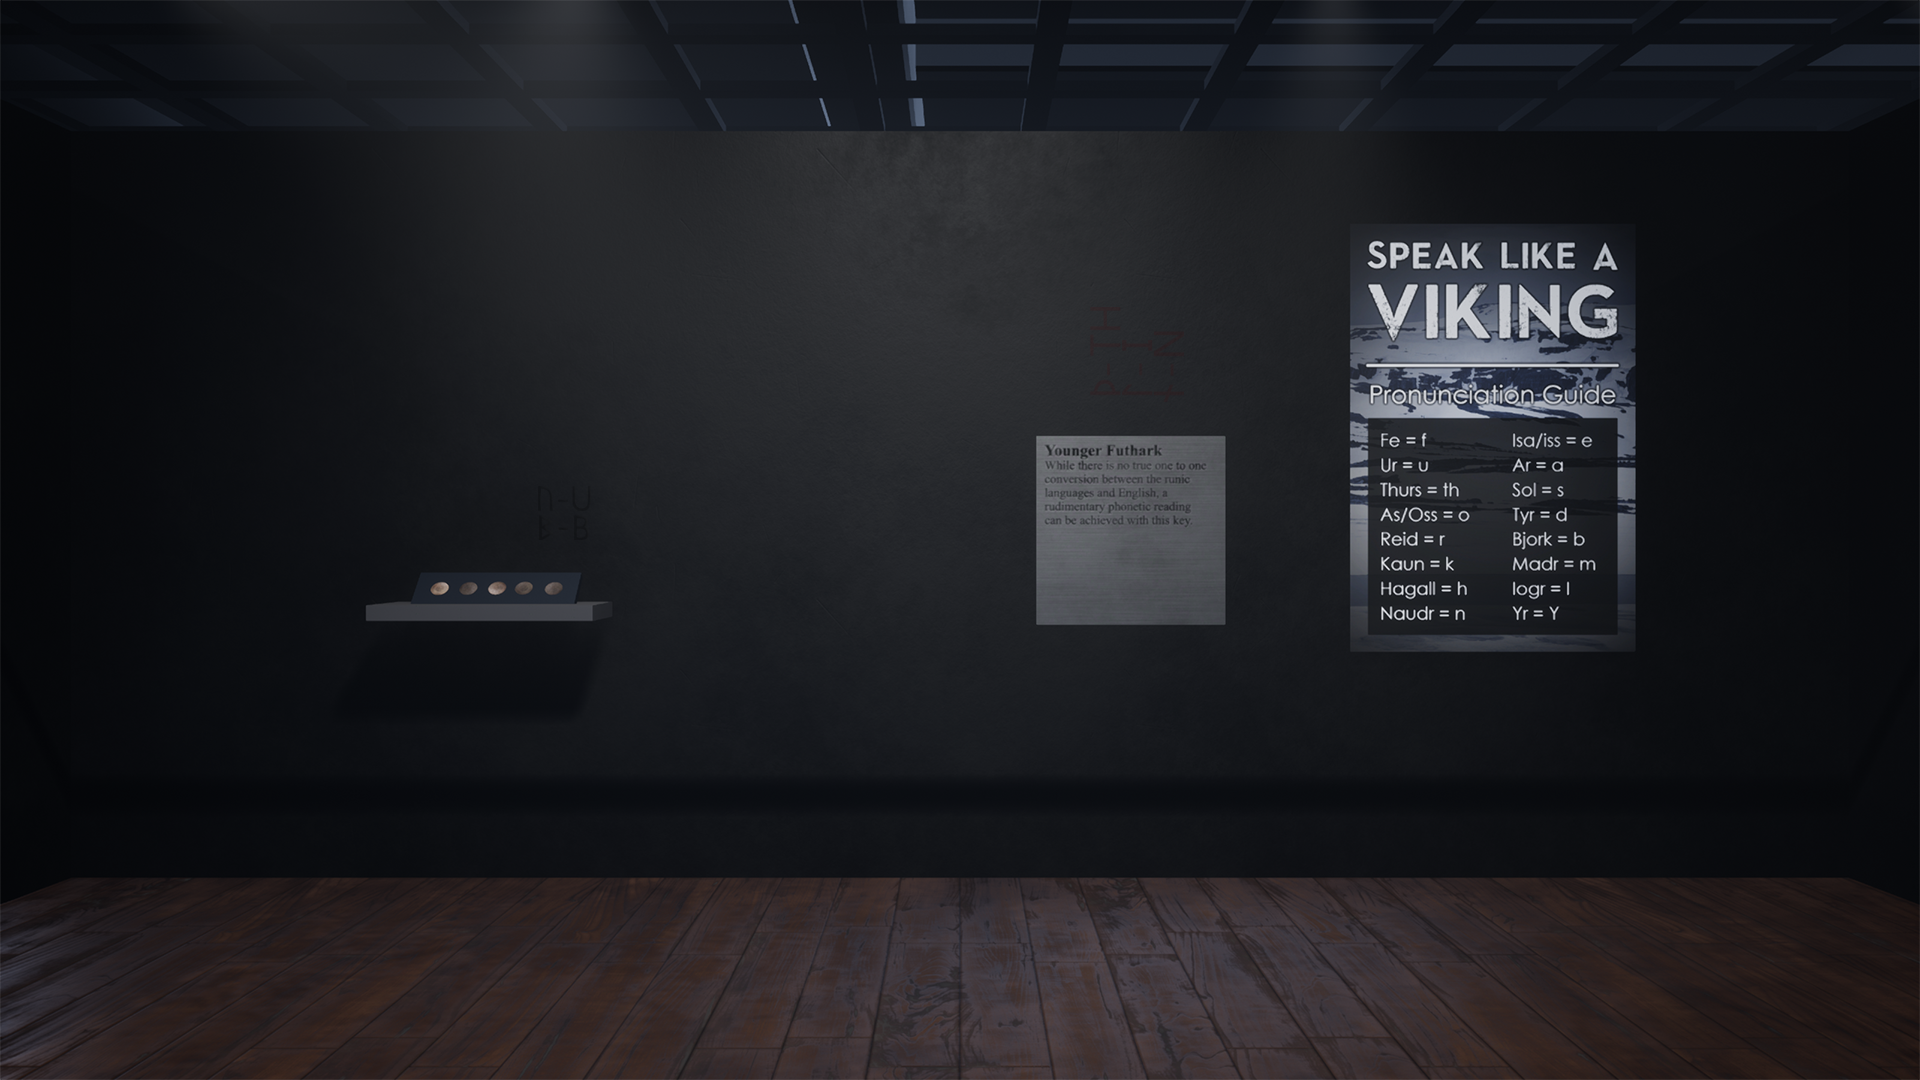 SPEAK LIKE A
VIKING
Pronunciation Guide
Fe = f
Ur = u
Thurs = th
As/Oss = o
Reid = r
Kaun = k
Hagall = h
Naudr = n
Isa/iss = e
Ar = a
Sol = s
Tyr = d
Bjork = b
Madr = m
logr = l
Yr = Y
Younger Futhark
While there is no true one to one
conversion between the runic
languages and English, a
rudimentary phonetic reading
can be achieved with this key.
ᚢ-U
ᛒ-B